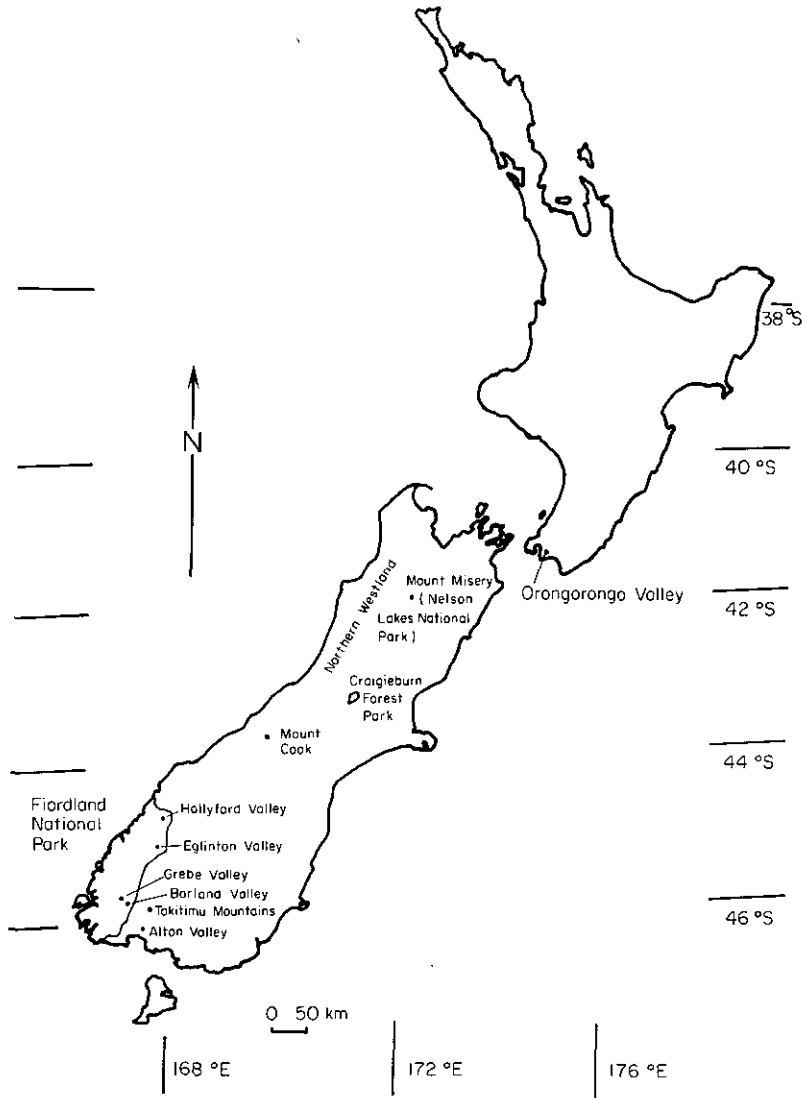 38 °S
N
40 °S
Mount Misery
( Nelson
Lakes National
Park )
Orongorongo Valley
42 °S
Northern Westland
Craigieburn
Forest
Park
Mount
Cook
44 °S
Fiordland
National
Park
Hollyford Valley
Eglinton Valley
Grebe Valley
Borland Valley
Takitimu Mountains
Alton Valley
46 °S
0 50 km
168 °E
172 °E
176 °E